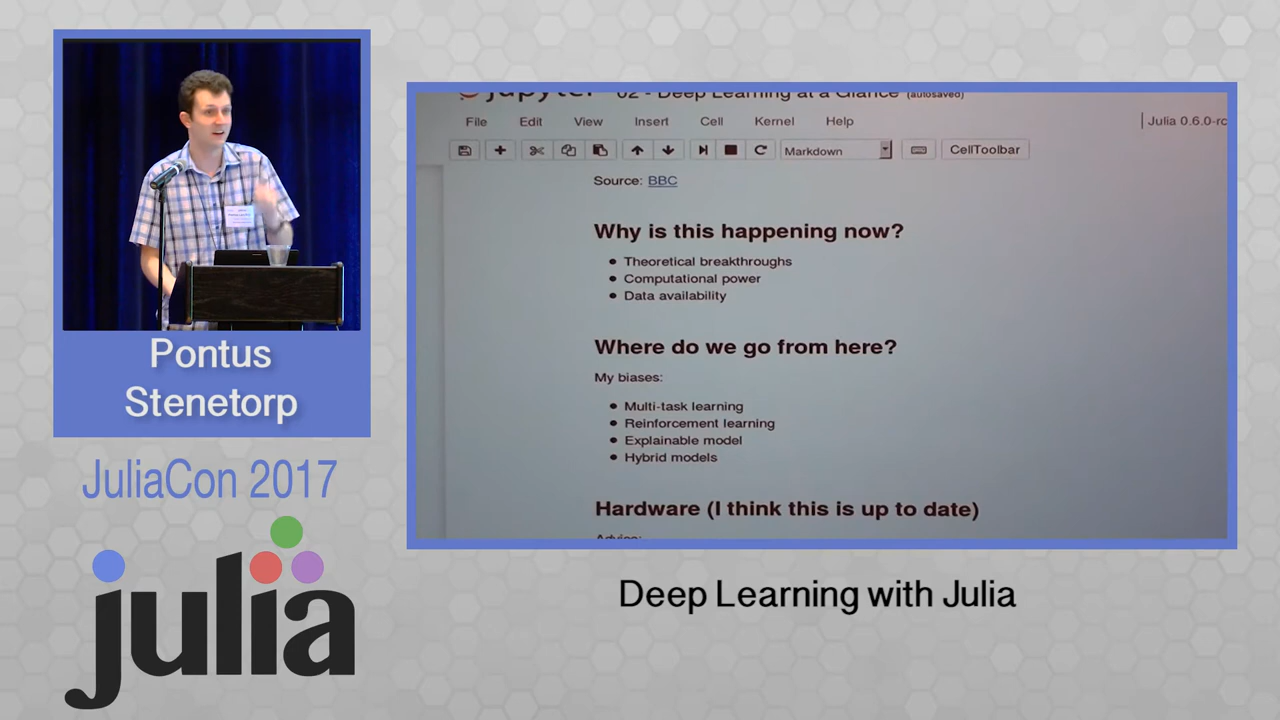 Pontus
Stenetorp
JuliaCon 2017
julia
jupyter 02 - Deep Learning at a Glance (autosaved)
File Edit View Insert Cell Kernel Help Julia 0.6.0-rc
Markdown CellToolbar
Source: BBC
Why is this happening now?
Theoretical breakthroughs
Computational power
Data availability
Where do we go from here?
My biases:
Multi-task learning
Reinforcement learning
Explainable model
Hybrid models
Hardware (I think this is up to date)
Advice:
Deep Learning with Julia